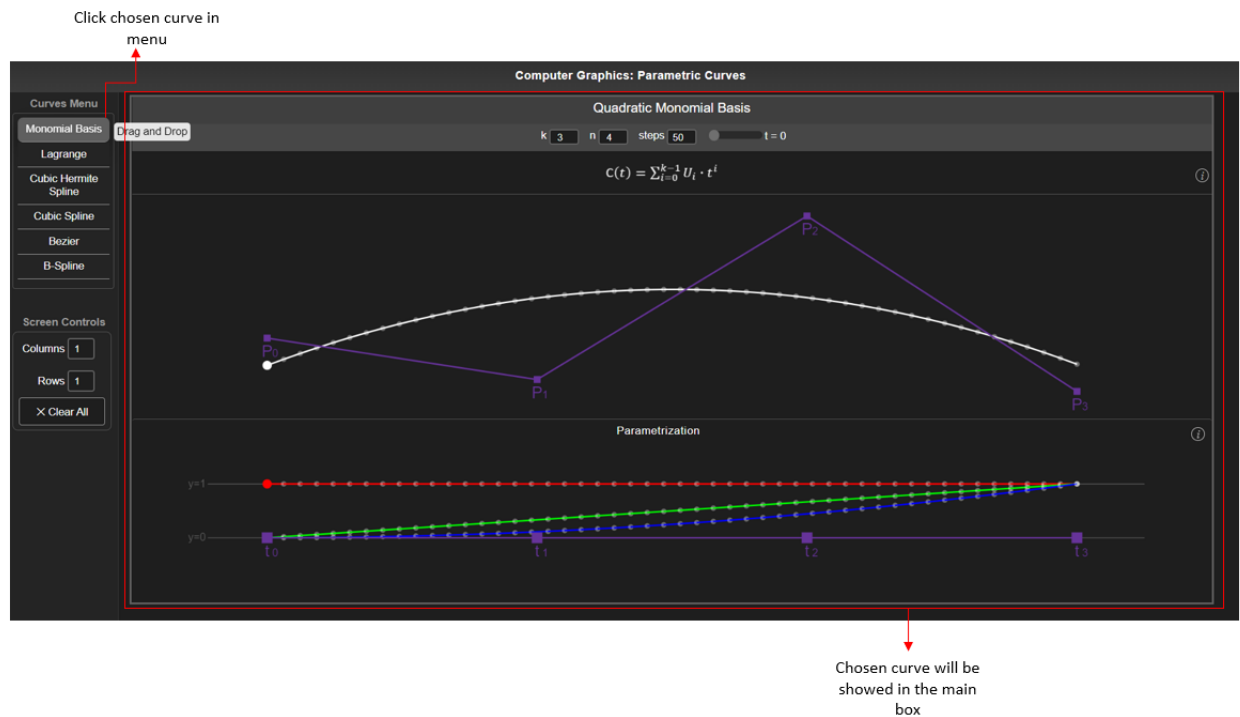 Click chosen curve in
menu
Computer Graphics: Parametric Curves
Curves Menu
Monomial Basis
Drag and Drop
Lagrange
Cubic Hermite
Spline
Cubic Spline
Bezier
B-Spline
Screen Controls
Columns 1
Rows 1
× Clear All
Quadratic Monomial Basis
k 3 n 4 steps 50 t = 0
C(t) = ∑_{i=0}^{k-1} U_i · t^i
i
P0
P1
P2
P3
Parametrization
i
y=1
y=0
t0 t1 t2 t3
Chosen curve will be
showed in the main
box